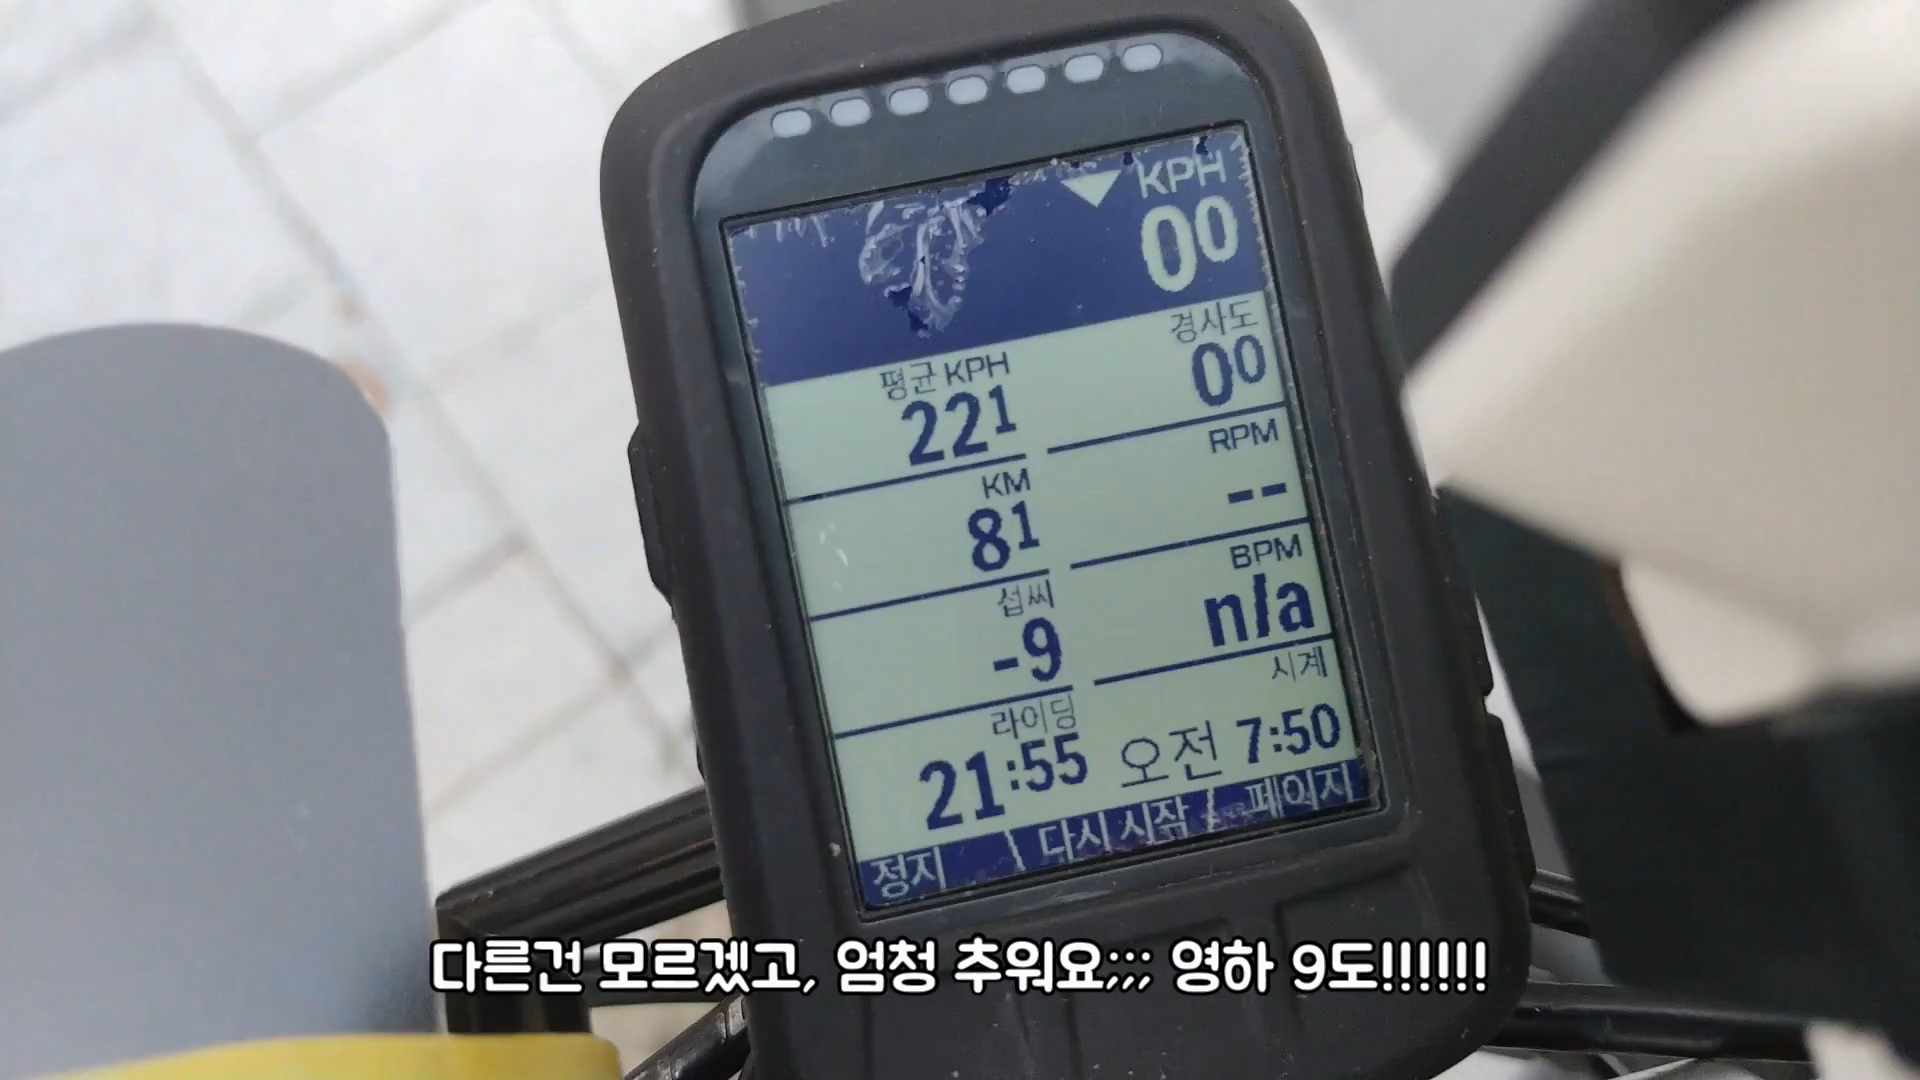 KPH
00
평균 KPH
221
경사도
00
KM
81
RPM
--
섭씨
-9
BPM
n/a
라이딩
21:55
시계
오전 7:50
정지
다시 시작
페이지
다른건 모르겠고, 엄청 추워요;;; 영하 9도!!!!!!